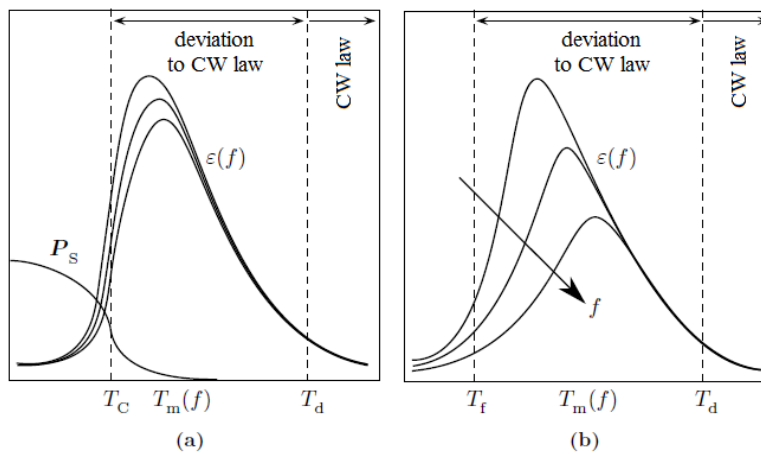 deviation
to CW law
CW law
ε(f)
P_S
T_C
T_m(f)
T_d
(a)
deviation
to CW law
CW law
ε(f)
f
T_f
T_m(f)
T_d
(b)